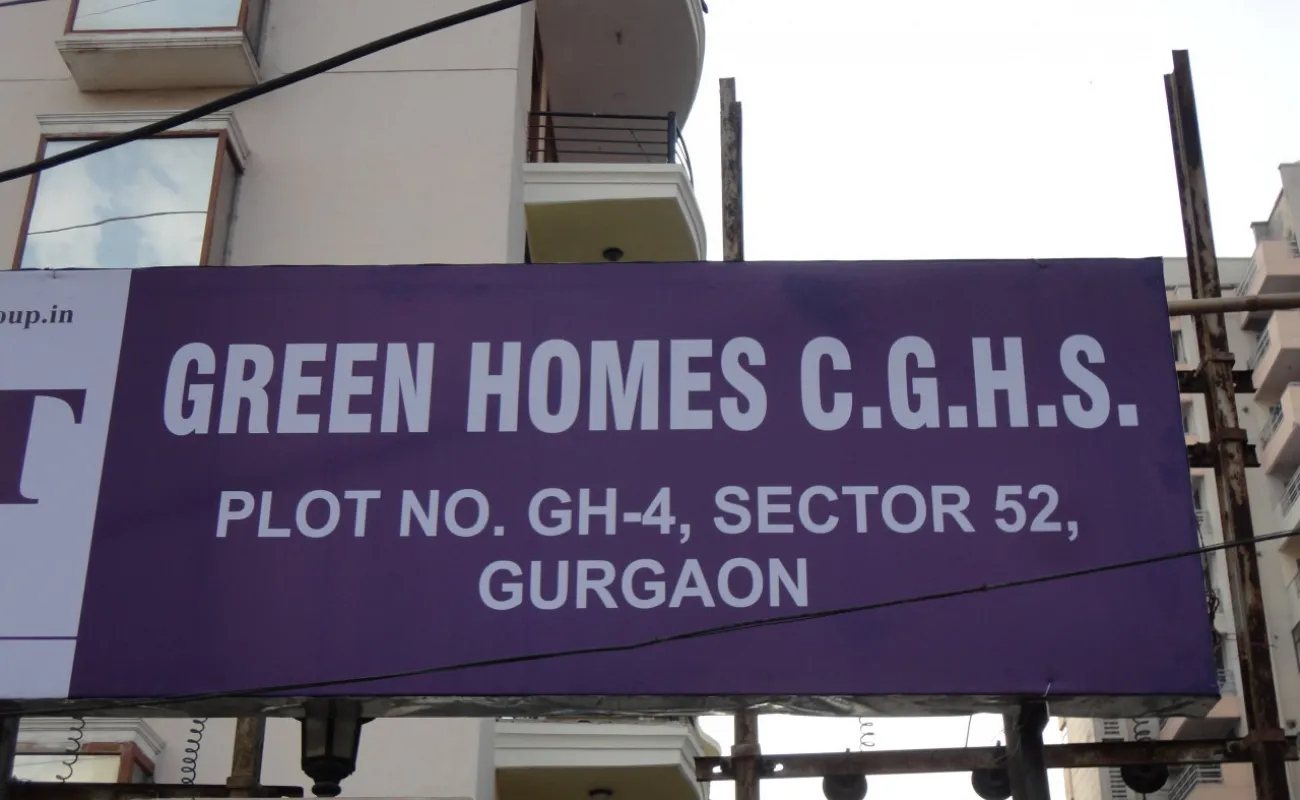 oup.in
T
GREEN HOMES C.G.H.S.
PLOT NO. GH-4, SECTOR 52,
GURGAON